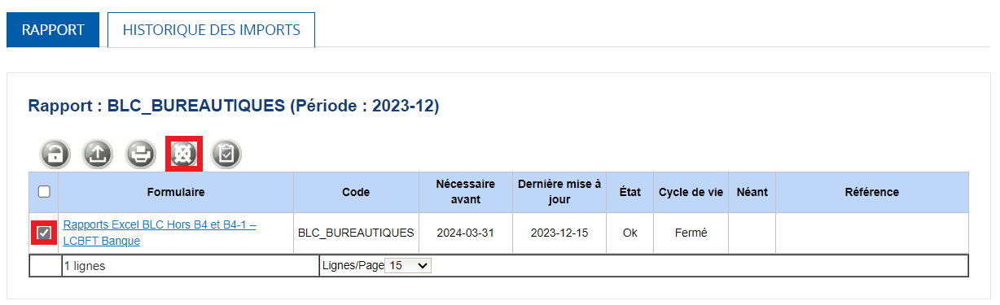 RAPPORT
HISTORIQUE DES IMPORTS
Rapport : BLC_BUREAUTIQUES (Période : 2023-12)
Formulaire
Code
Nécessaire
avant
Dernière mise à
jour
État
Cycle de vie
Néant
Référence
Rapports Excel BLC Hors B4 et B4-1 –
LCBFT Banque
BLC_BUREAUTIQUES
2024-03-31
2023-12-15
Ok
Fermé
1 lignes
Lignes/Page 15